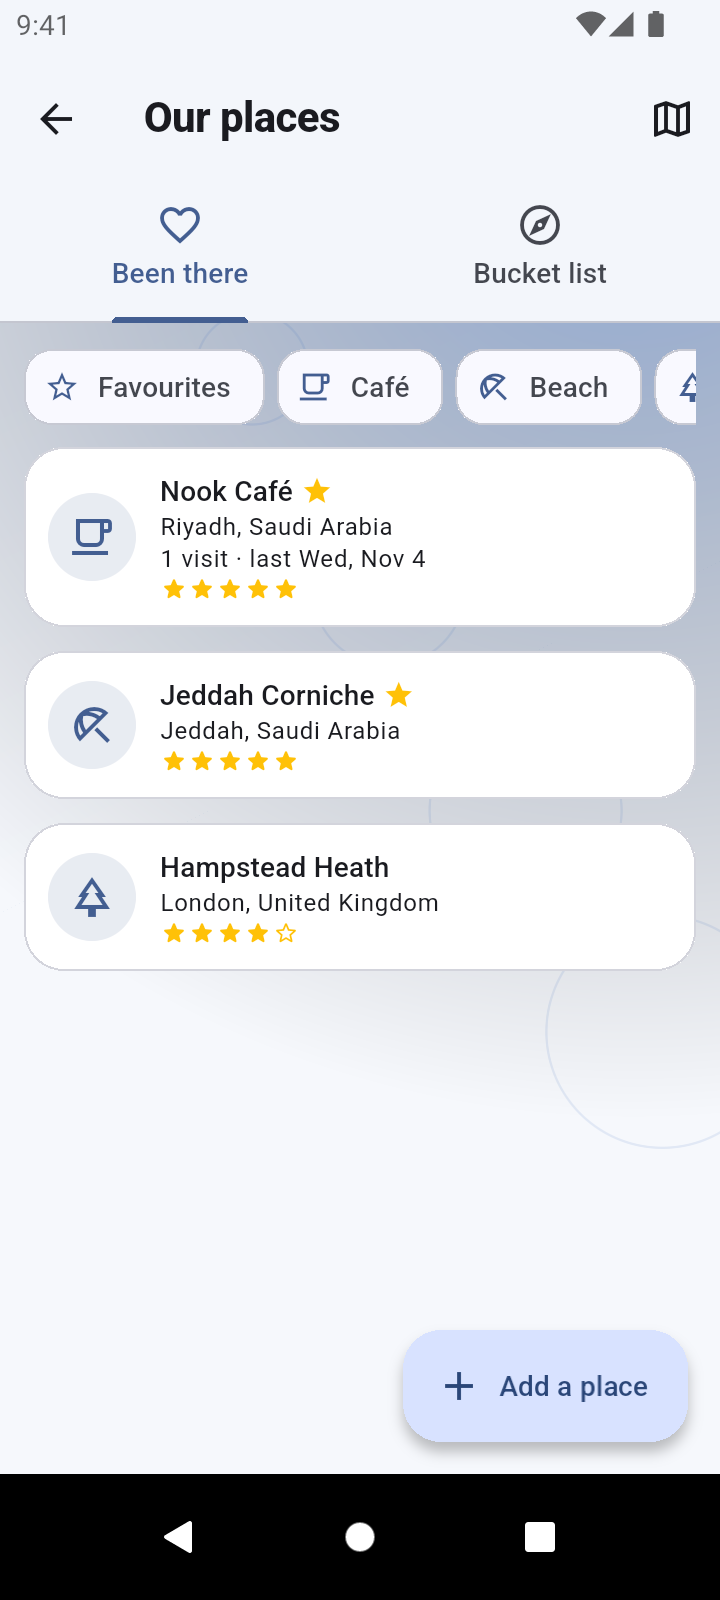 9:41
Our places
Been there
Bucket list
Favourites
Café
Beach
Nook Café
Riyadh, Saudi Arabia
1 visit · last Wed, Nov 4
Jeddah Corniche
Jeddah, Saudi Arabia
Hampstead Heath
London, United Kingdom
Add a place